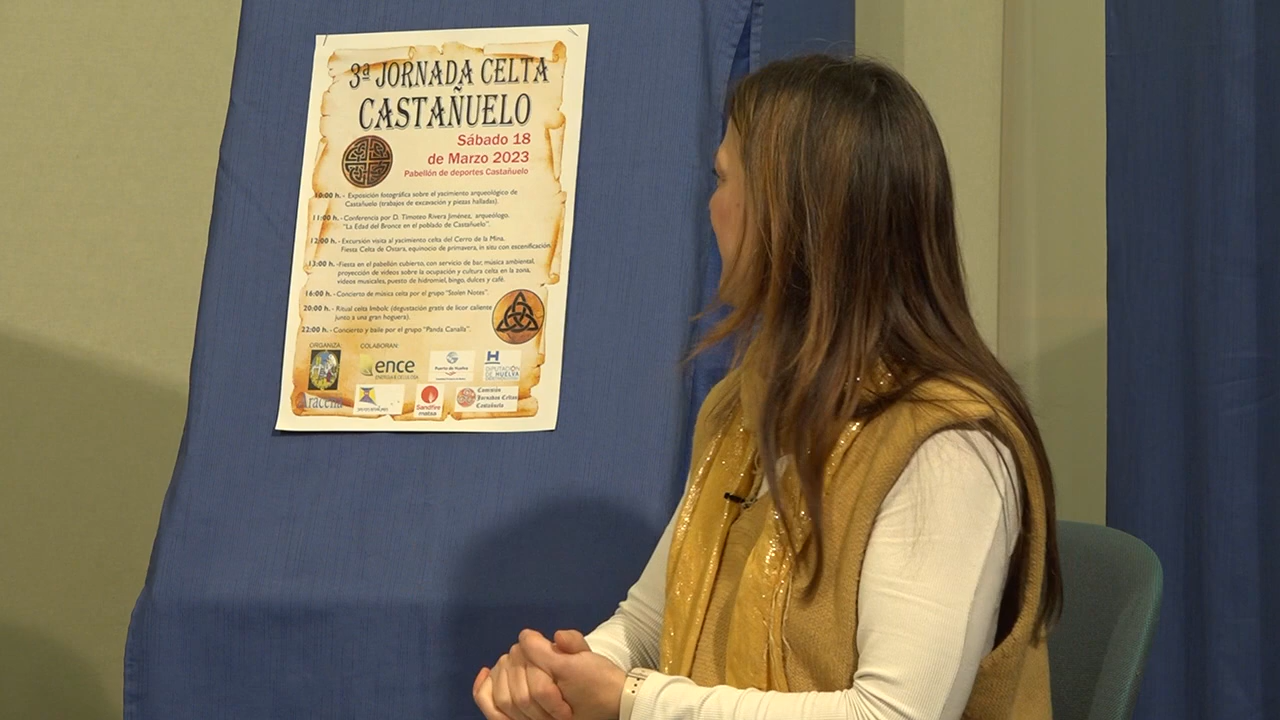 3ª JORNADA CELTA
CASTAÑUELO
Sábado 18
de Marzo 2023
Pabellón de deportes Castañuelo
10:00 h. - Exposición fotográfica sobre el yacimiento arqueológico de
Castañuelo (trabajos de excavación y piezas halladas).
11:00 h. - Conferencia por D. Timoteo Rivera Jiménez, arqueólogo.
"La Edad del Bronce en el poblado de Castañuelo".
12:00 h. - Excursión visita al yacimiento celta del Cerro de la Mina.
Fiesta Celta de Ostara, equinocio de primavera, in situ con escenificación.
13:00 h. -Fiesta en el pabellón cubierto, con servicio de bar, música ambiental,
proyección de videos sobre la ocupación y cultura celta en la zona,
videos musicales, puesto de hidromiel, bingo, dulces y café.
16:00 h. - Concierto de música celta por el grupo "Stolen Notes".
20:00 h. - Ritual celta Imbolc (degustación gratis de licor caliente
junto a una gran hoguera).
22:00 h. - Concierto y baile por el grupo "Panda Canalla".
ORGANIZA: COLABORAN:
ence
Puerto de Huelva
DIPUTACIÓN
DE HUELVA
Aracena
Sandfire
matsa
Comisión
Jornadas Celtas
Castañuelo